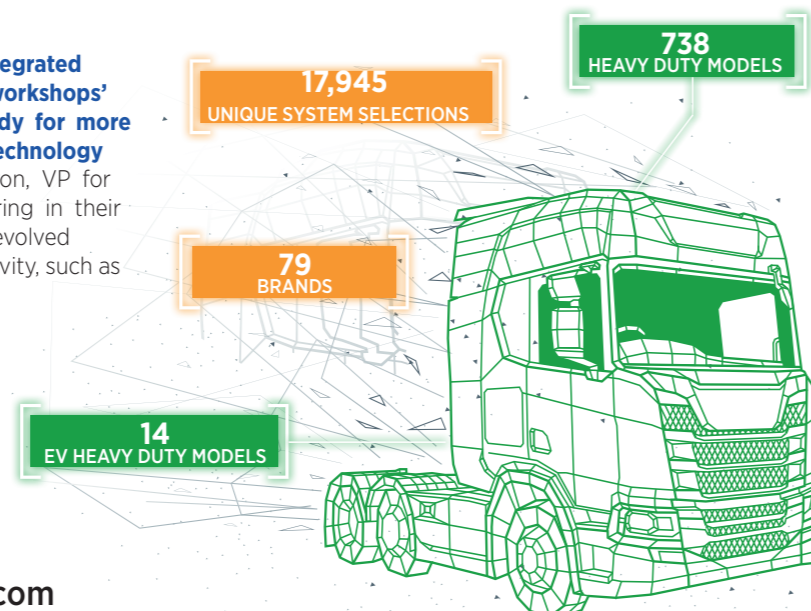 egrated
workshops'
dy for more
echnology
on, VP for
ring in their
evolved
vity, such as
17,945
UNIQUE SYSTEM SELECTIONS
738
HEAVY DUTY MODELS
79
BRANDS
14
EV HEAVY DUTY MODELS
.com